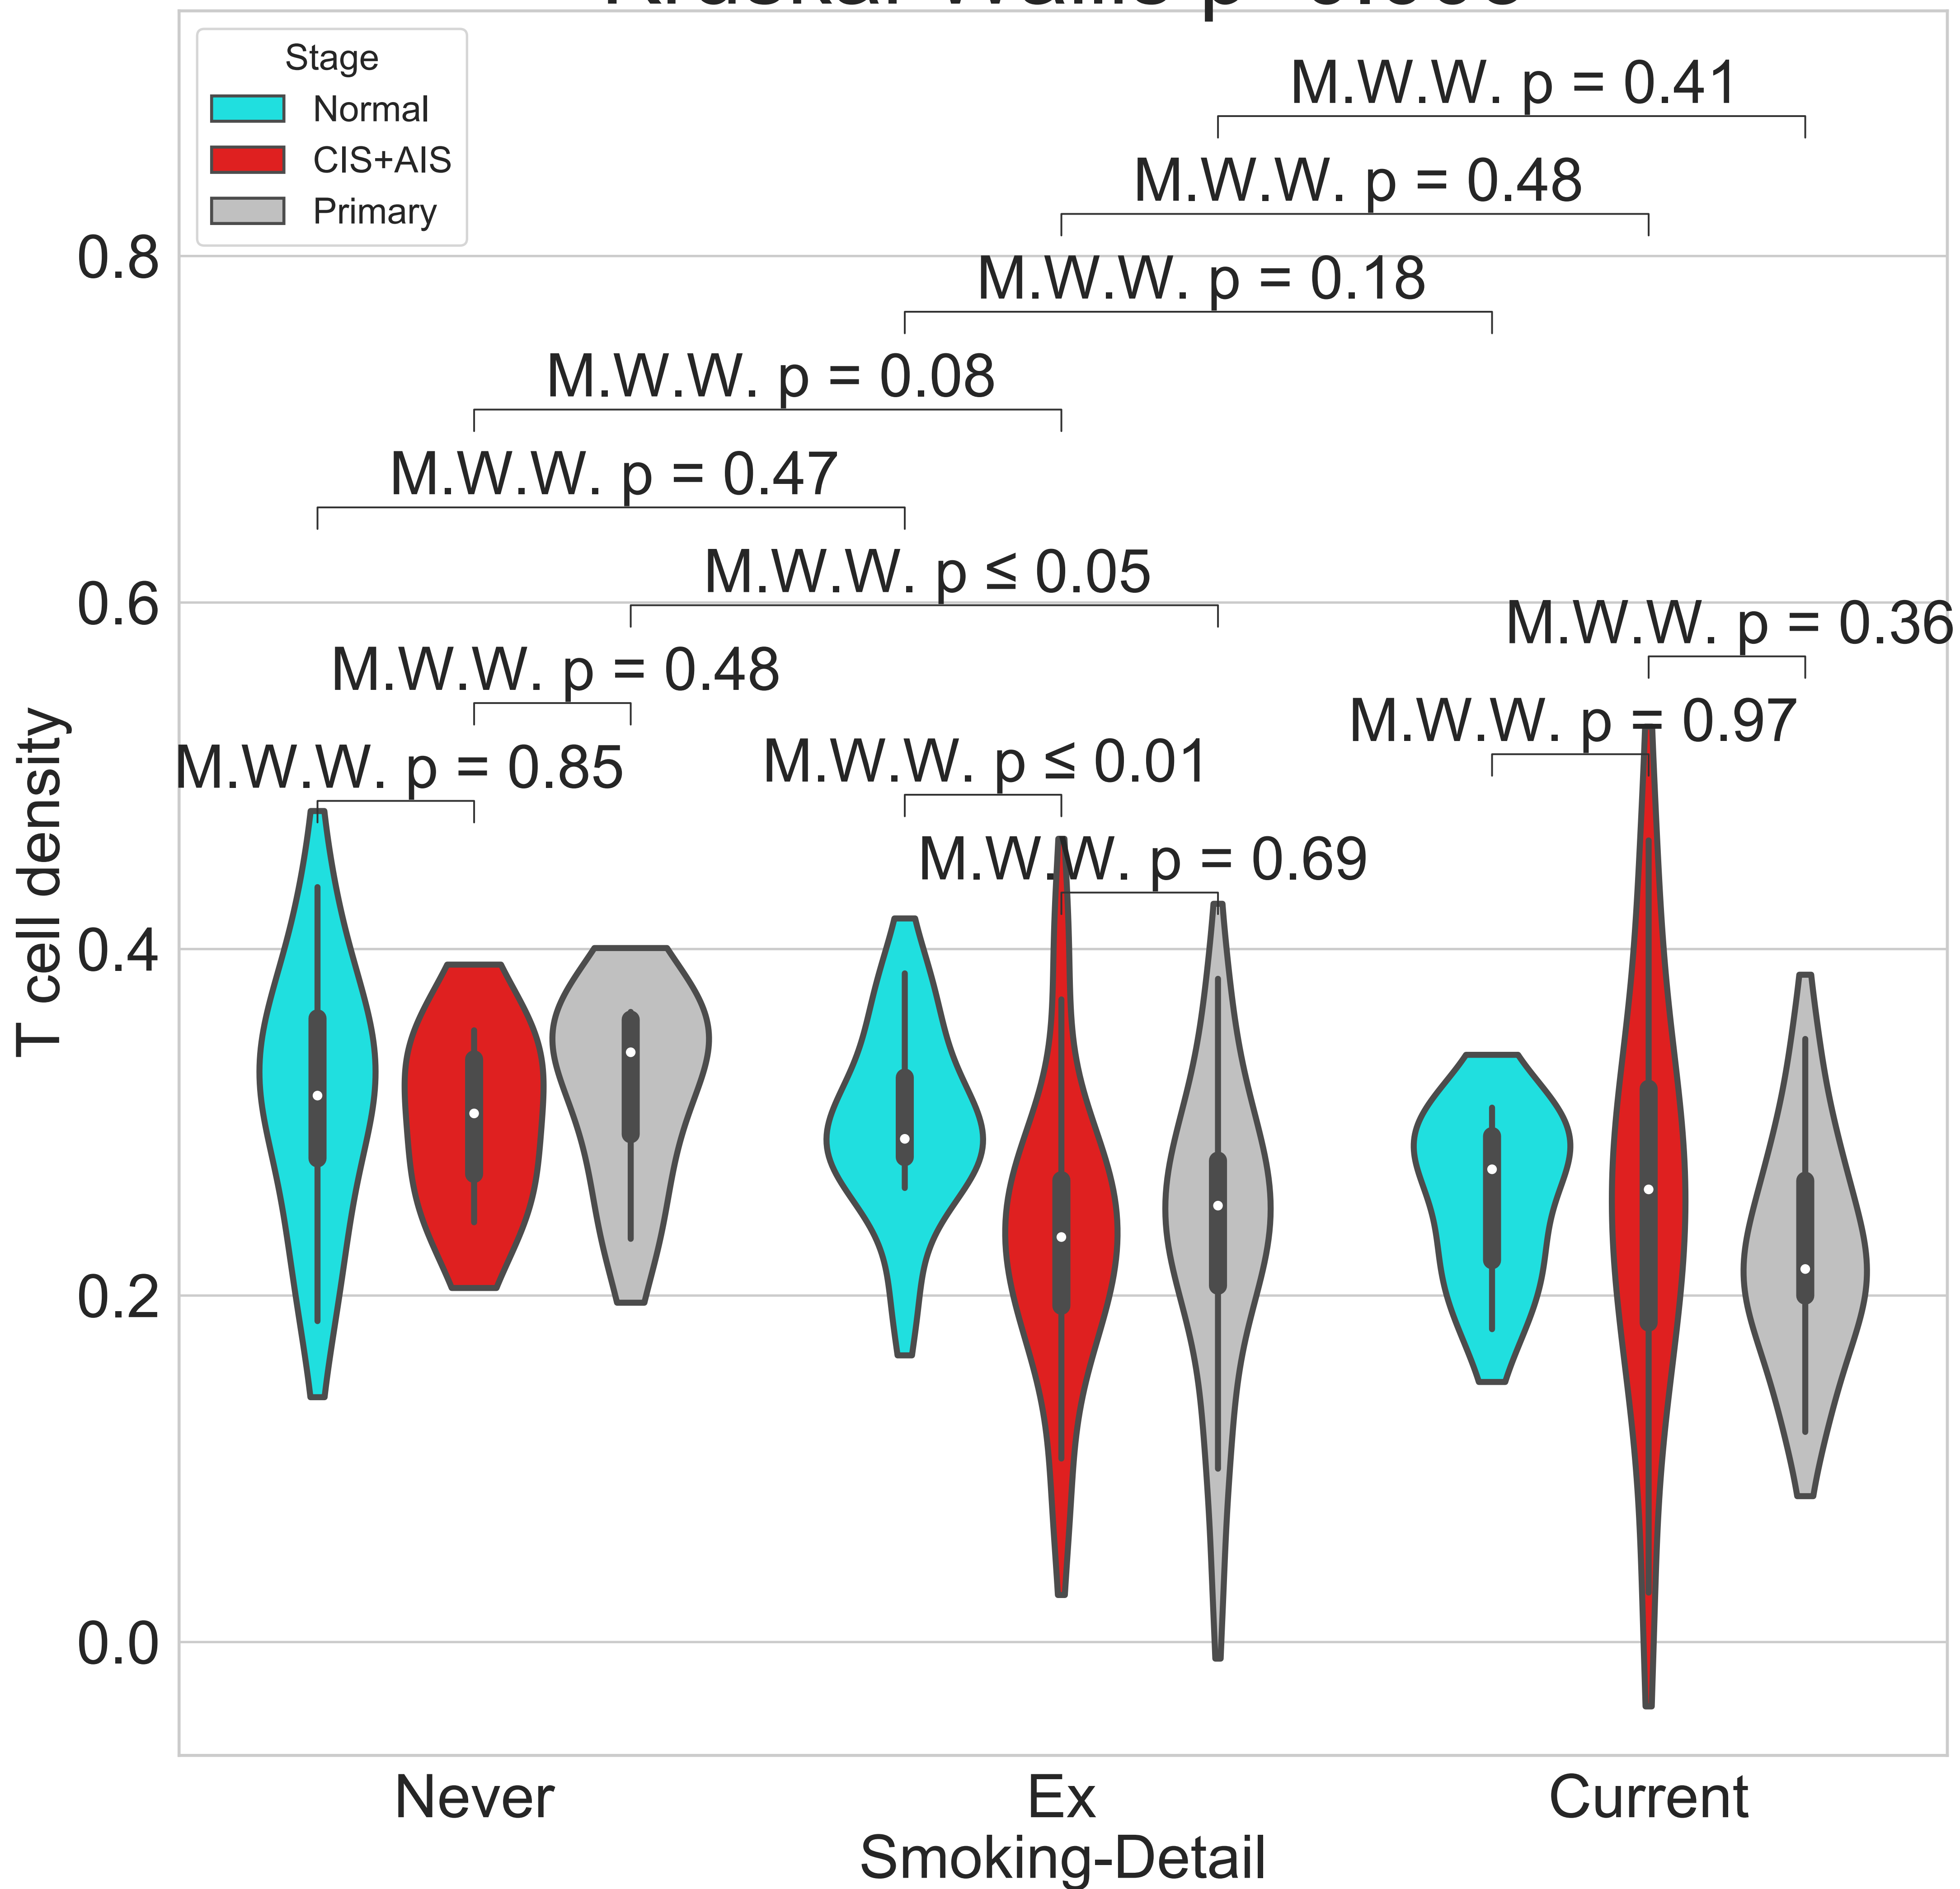 Stage
Normal
CIS+AIS
Primary
M.W.W. p = 0.41
M.W.W. p = 0.48
M.W.W. p = 0.18
M.W.W. p = 0.08
M.W.W. p = 0.47
M.W.W. p ≤ 0.05
M.W.W. p = 0.36
M.W.W. p = 0.48
M.W.W. p = 0.97
M.W.W. p = 0.85
M.W.W. p ≤ 0.01
M.W.W. p = 0.69
0.8
0.6
0.4
0.2
0.0
T cell density
Never
Ex
Current
Smoking-Detail